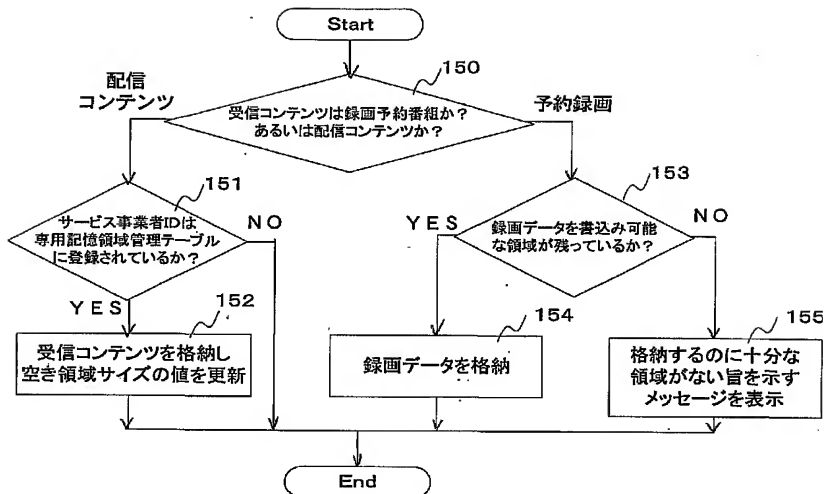 Start
150
配信
コンテンツ
受信コンテンツは録画予約番組か?
あるいは配信コンテンツか?
予約録画
151
サービス事業者IDは
専用記憶領域管理テーブル
に登録されているか?
NO
YES
153
録画データを書込み可能
な領域が残っているか?
YES
NO
152
受信コンテンツを格納し
空き領域サイズの値を更新
154
録画データを格納
155
格納するのに十分な
領域がない旨を示す
メッセージを表示
End